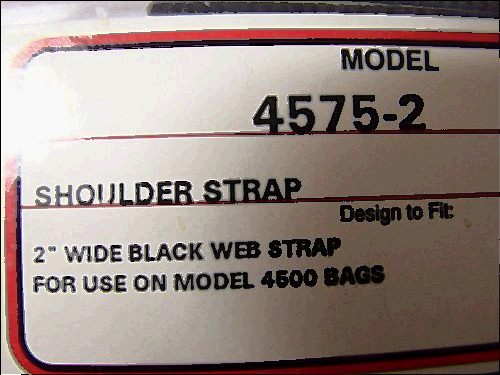 MODEL
4575-2
SHOULDER STRAP
Design to Fit:
2" WIDE BLACK WEB STRAP
FOR USE ON MODEL 4500 BAGS